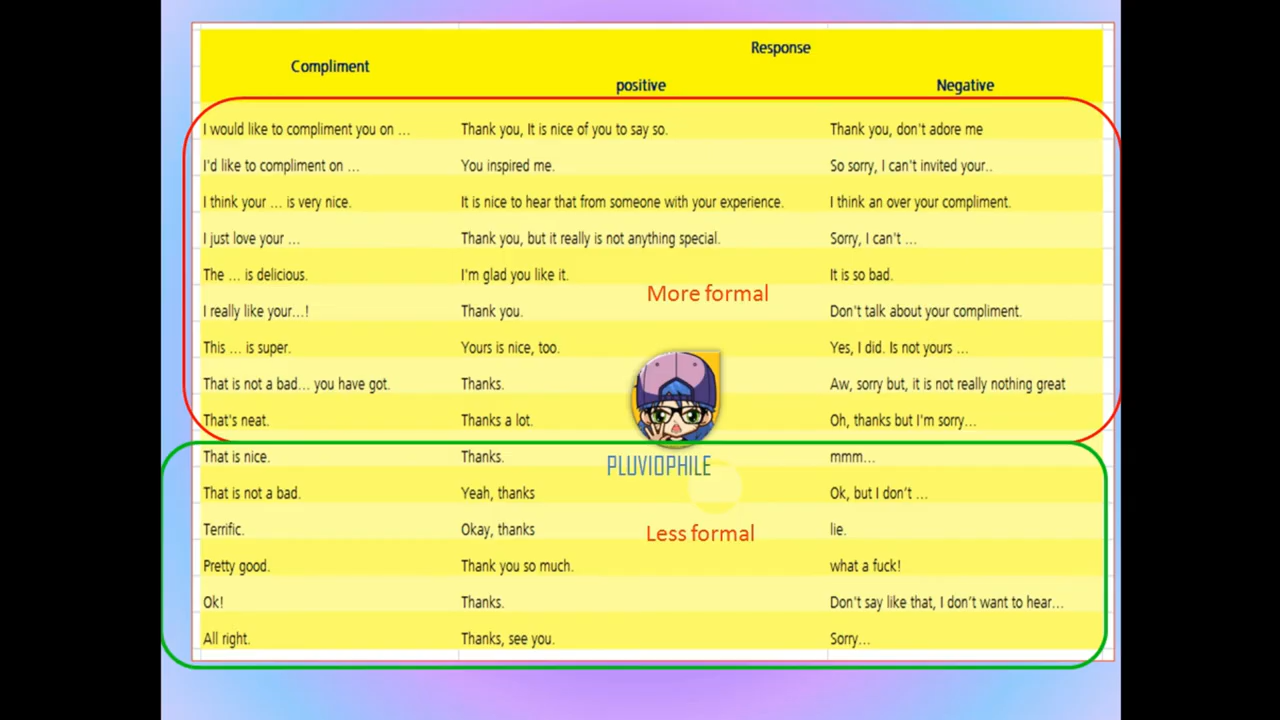 Response
Compliment
positive Negative
I would like to compliment you on ... Thank you, It is nice of you to say so. Thank you, don't adore me
I'd like to compliment on ... You inspired me. So sorry, I can't invited your..
I think your ... is very nice. It is nice to hear that from someone with your experience. I think an over your compliment.
I just love your ... Thank you, but it really is not anything special. Sorry, I can't ...
The ... is delicious. I'm glad you like it. It is so bad.
More formal
I really like your...! Thank you. Don't talk about your compliment.
This ... is super. Yours is nice, too. Yes, I did. Is not yours ...
That is not a bad... you have got. Thanks. Aw, sorry but, it is not really nothing great
That's neat. Thanks a lot. Oh, thanks but I'm sorry...
That is nice. Thanks. mmm...
PLUVIOPHILE
That is not a bad. Yeah, thanks Ok, but I don't ...
Terrific. Okay, thanks lie.
Less formal
Pretty good. Thank you so much. what a fuck!
Ok! Thanks. Don't say like that, I don't want to hear...
All right. Thanks, see you. Sorry...